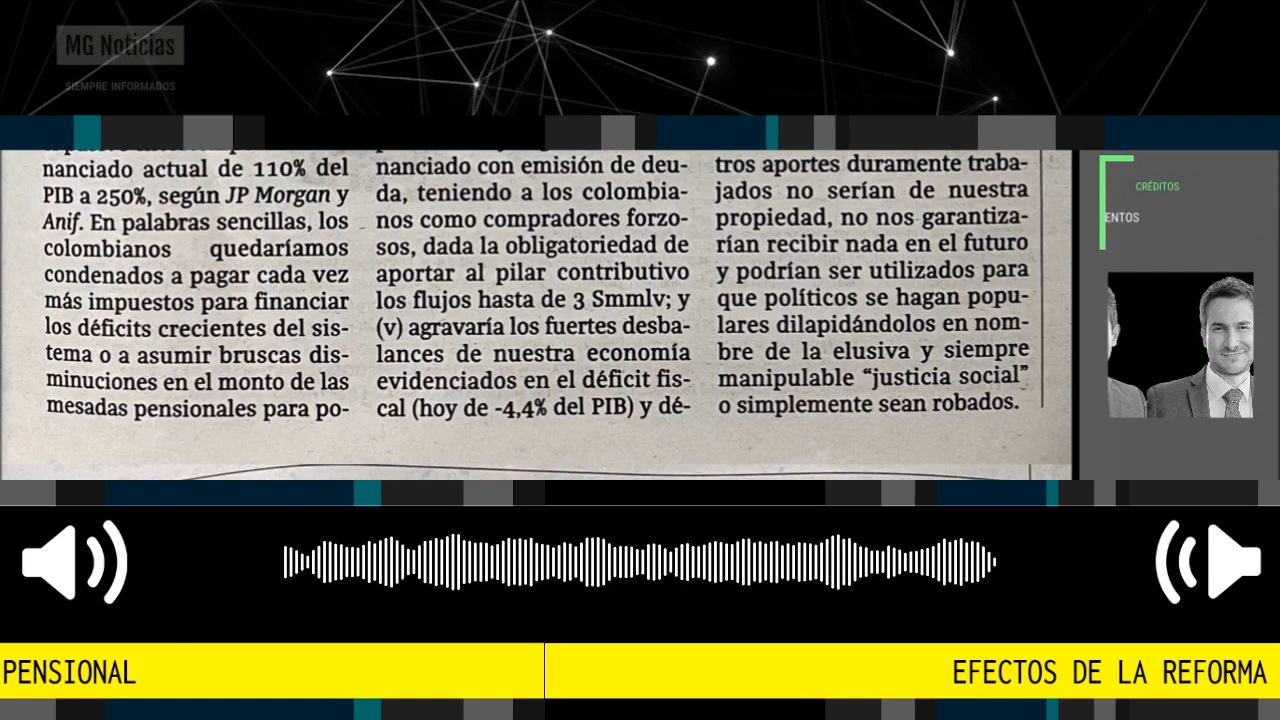 MG Noticias
SIEMPRE INFORMADOS
nanciado actual de 110% del
PIB a 250%, según JP Morgan y
Anif. En palabras sencillas, los
colombianos quedaríamos
condenados a pagar cada vez
más impuestos para financiar
los déficits crecientes del sis-
tema o a asumir bruscas dis-
minuciones en el monto de las
mesadas pensionales para po-
nanciado con emisión de deu-
da, teniendo a los colombia-
nos como compradores forzo-
sos, dada la obligatoriedad de
aportar al pilar contributivo
los flujos hasta de 3 Smmlv; y
(v) agravaría los fuertes desba-
lances de nuestra economía
evidenciados en el déficit fis-
cal (hoy de -4,4% del PIB) y dé-
tros aportes duramente traba-
jados no serían de nuestra
propiedad, no nos garantiza-
rían recibir nada en el futuro
y podrían ser utilizados para
que políticos se hagan popu-
lares dilapidándolos en nom-
bre de la elusiva y siempre
manipulable “justicia social”
o simplemente sean robados.
CRÉDITOS
ENTOS
PENSIONAL
EFECTOS DE LA REFORMA